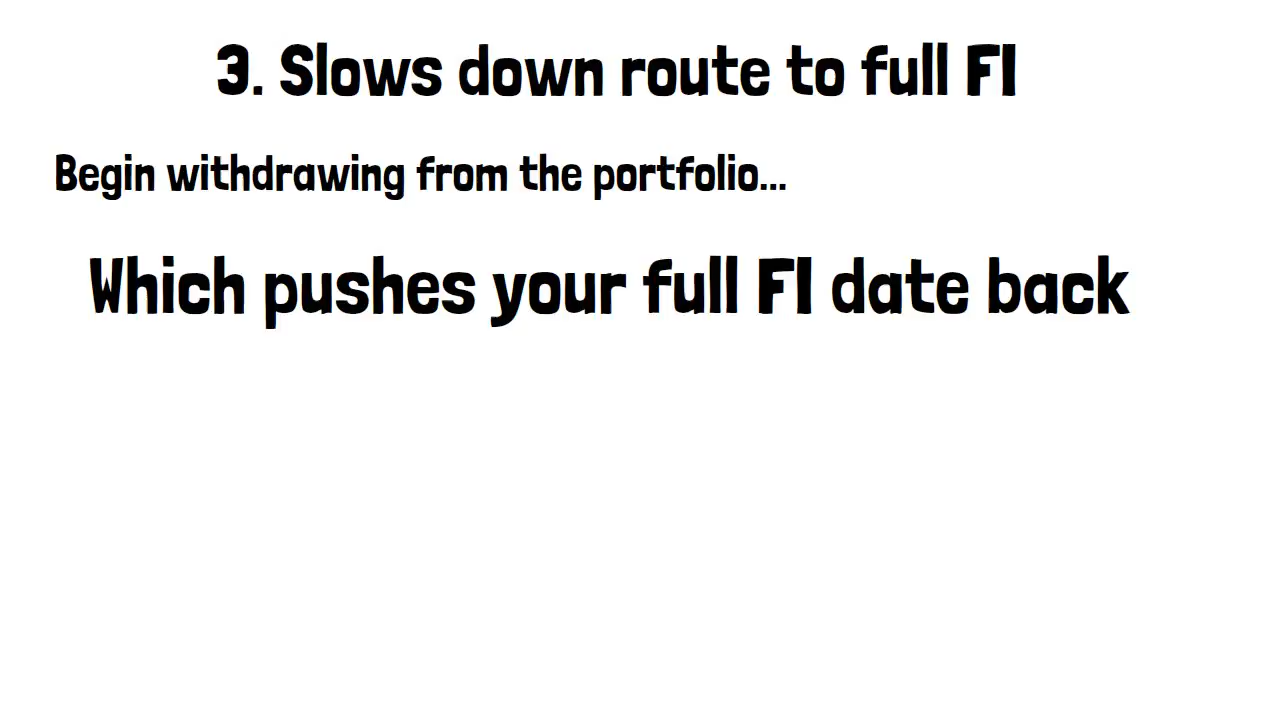 3. Slows down route to full FI
Begin withdrawing from the portfolio...
Which pushes your full FI date back